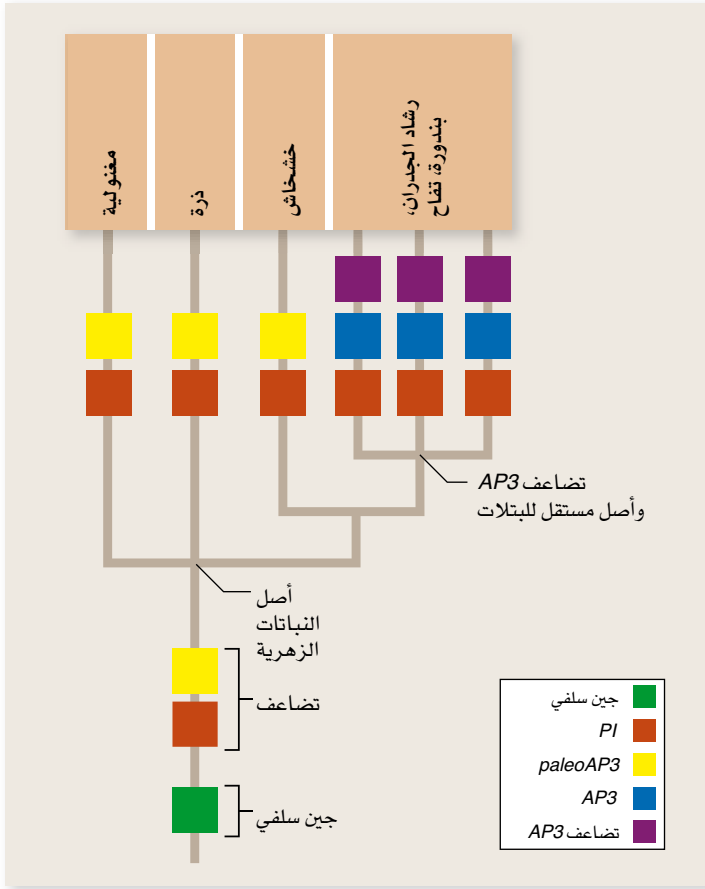 مغنولية
ذرة
خشخاش
رشاد الجدران،
بندورة، تفاح
تضاعف AP3
وأصل مستقل للبتلات
أصل
النباتات
الزهرية
تضاعف
جين سلفي
جين سلفي
PI
paleoAP3
AP3
تضاعف AP3